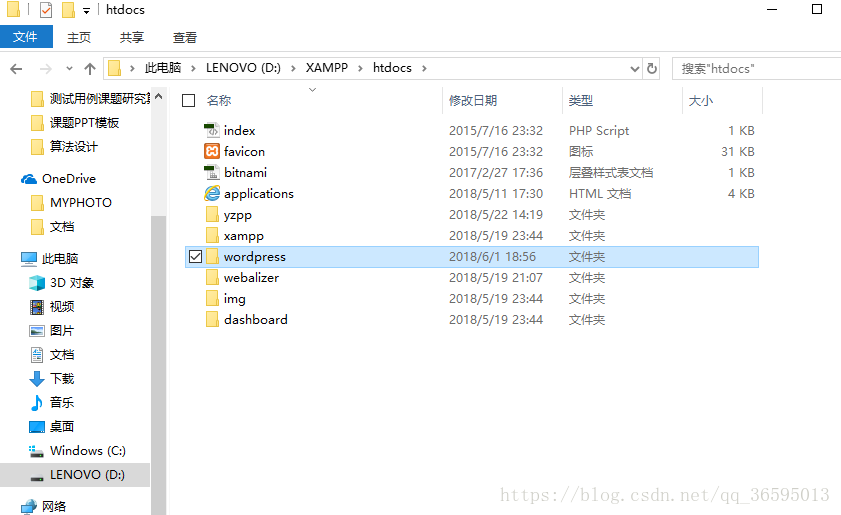 htdocs
文件 主页 共享 查看
此电脑 LENOVO (D:) XAMPP htdocs 搜索"htdocs"
名称 修改日期 类型 大小
index 2015/7/16 23:32 PHP Script 1 KB
favicon 2015/7/16 23:32 图标 31 KB
bitnami 2017/2/27 17:36 层叠样式表文档 1 KB
applications 2018/5/11 17:30 HTML 文档 4 KB
yzpp 2018/5/22 14:19 文件夹
xampp 2018/5/19 23:44 文件夹
wordpress 2018/6/1 18:56 文件夹
webalizer 2018/5/19 21:07 文件夹
img 2018/5/19 23:44 文件夹
dashboard 2018/5/19 23:44 文件夹
测试用例课题研究
课题PPT模板
算法设计
OneDrive
MYPHOTO
文档
此电脑
3D 对象
视频
图片
文档
下载
音乐
桌面
Windows (C:)
LENOVO (D:)
网络
https://blog.csdn.net/qq_36595013